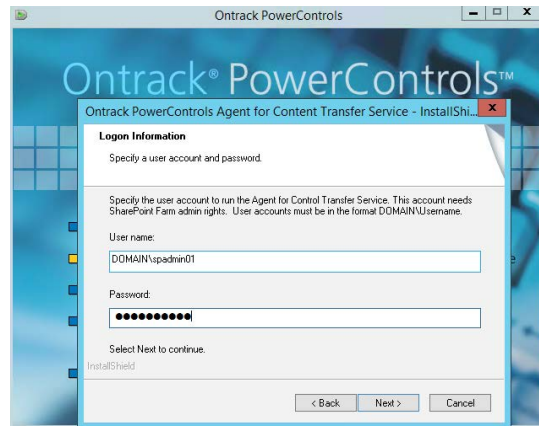 Ontrack PowerControls
Ontrack® PowerControls™
Ontrack PowerControls Agent for Content Transfer Service - InstallShi...
Logon Information
Specify a user account and password.
Specify the user account to run the Agent for Control Transfer Service. This account needs
SharePoint Farm admin rights. User accounts must be in the format DOMAIN\Username.
User name:
DOMAIN\spadmin01
Password:
●●●●●●●●●●
Select Next to continue.
InstallShield
< Back Next > Cancel